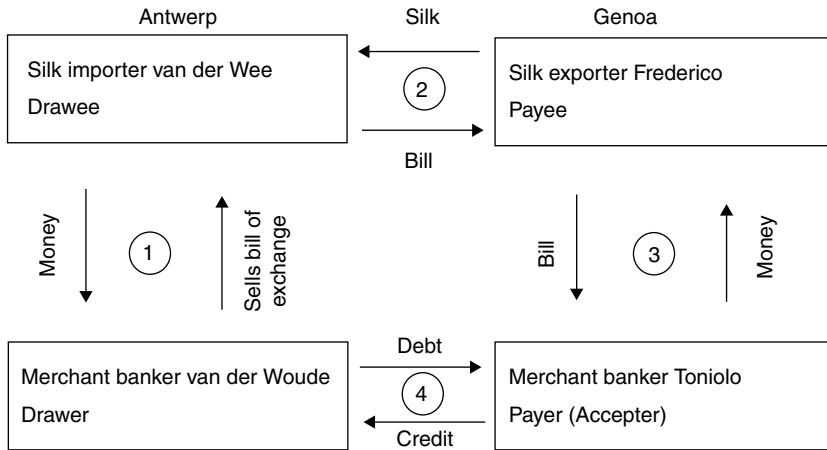 Antwerp
Silk
Genoa
Silk importer van der Wee
Drawee
2
Silk exporter Frederico
Payee
Bill
Money
1
Sells bill of
exchange
Bill
3
Money
Merchant banker van der Woude
Drawer
Debt
4
Credit
Merchant banker Toniolo
Payer (Accepter)